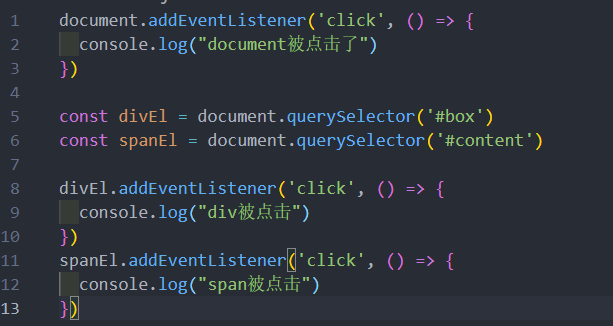 1 document.addEventListener('click', () => {
2 console.log("document被点击了")
3 })
4
5 const divEl = document.querySelector('#box')
6 const spanEl = document.querySelector('#content')
7
8 divEl.addEventListener('click', () => {
9 console.log("div被点击")
10 })
11 spanEl.addEventListener('click', () => {
12 console.log("span被点击")
13 })